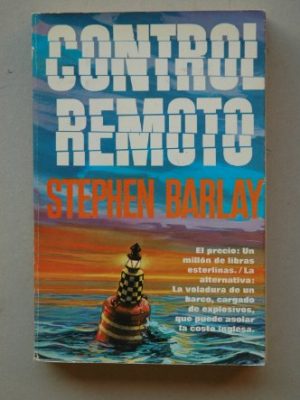 CONTROL
REMOTO
STEPHEN BARLAY
El precio: Un
millón de libras
esterlinas./La
alternativa:
La voladura de un
barco, cargado
de explosivos,
que puede asolar
la costa inglesa.